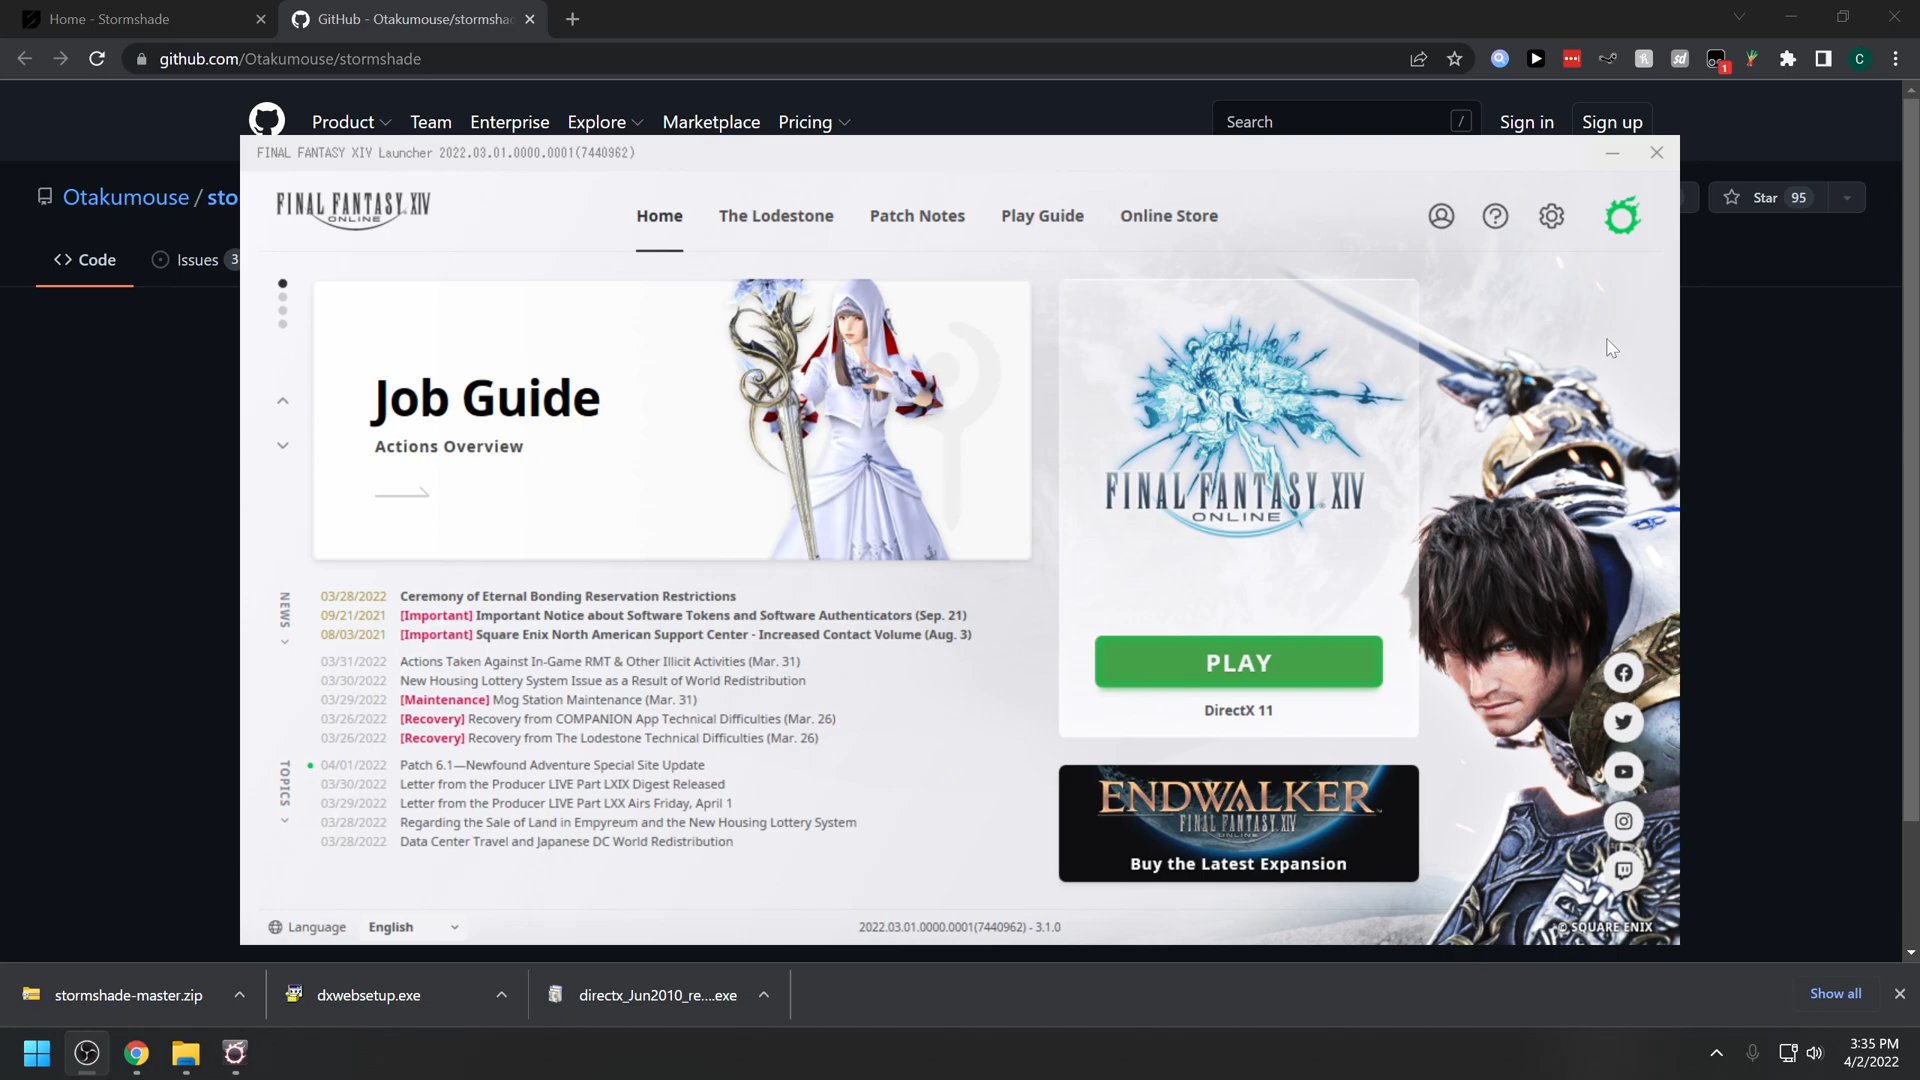 Home - Stormshade
GitHub - Otakumouse/stormshad
github.com/Otakumouse/stormshade
1
C
Product
Team
Enterprise
Explore
Marketplace
Pricing
Search
/
Sign in
Sign up
FINAL FANTASY XIV Launcher 2022.03.01.0000.0001(7440962)
Otakumouse / sto
Star 95
Code
Issues 3
FINAL FANTASY XIV
ONLINE
Home
The Lodestone
Patch Notes
Play Guide
Online Store
Job Guide
Actions Overview
FINAL FANTASY XIV
ONLINE
PLAY
DirectX 11
NEWS
03/28/2022 Ceremony of Eternal Bonding Reservation Restrictions
09/21/2021 [Important] Important Notice about Software Tokens and Software Authenticators (Sep. 21)
08/03/2021 [Important] Square Enix North American Support Center - Increased Contact Volume (Aug. 3)
03/31/2022 Actions Taken Against In-Game RMT & Other Illicit Activities (Mar. 31)
03/30/2022 New Housing Lottery System Issue as a Result of World Redistribution
03/29/2022 [Maintenance] Mog Station Maintenance (Mar. 31)
03/26/2022 [Recovery] Recovery from COMPANION App Technical Difficulties (Mar. 26)
03/26/2022 [Recovery] Recovery from The Lodestone Technical Difficulties (Mar. 26)
TOPICS
04/01/2022 Patch 6.1—Newfound Adventure Special Site Update
03/30/2022 Letter from the Producer LIVE Part LXIX Digest Released
03/29/2022 Letter from the Producer LIVE Part LXX Airs Friday, April 1
03/28/2022 Regarding the Sale of Land in Empyreum and the New Housing Lottery System
03/28/2022 Data Center Travel and Japanese DC World Redistribution
ENDWALKER
FINAL FANTASY XIV
ONLINE
Buy the Latest Expansion
Language English
2022.03.01.0000.0001(7440962) - 3.1.0
© SQUARE ENIX
stormshade-master.zip
dxwebsetup.exe
directx_Jun2010_re....exe
Show all
3:35 PM
4/2/2022